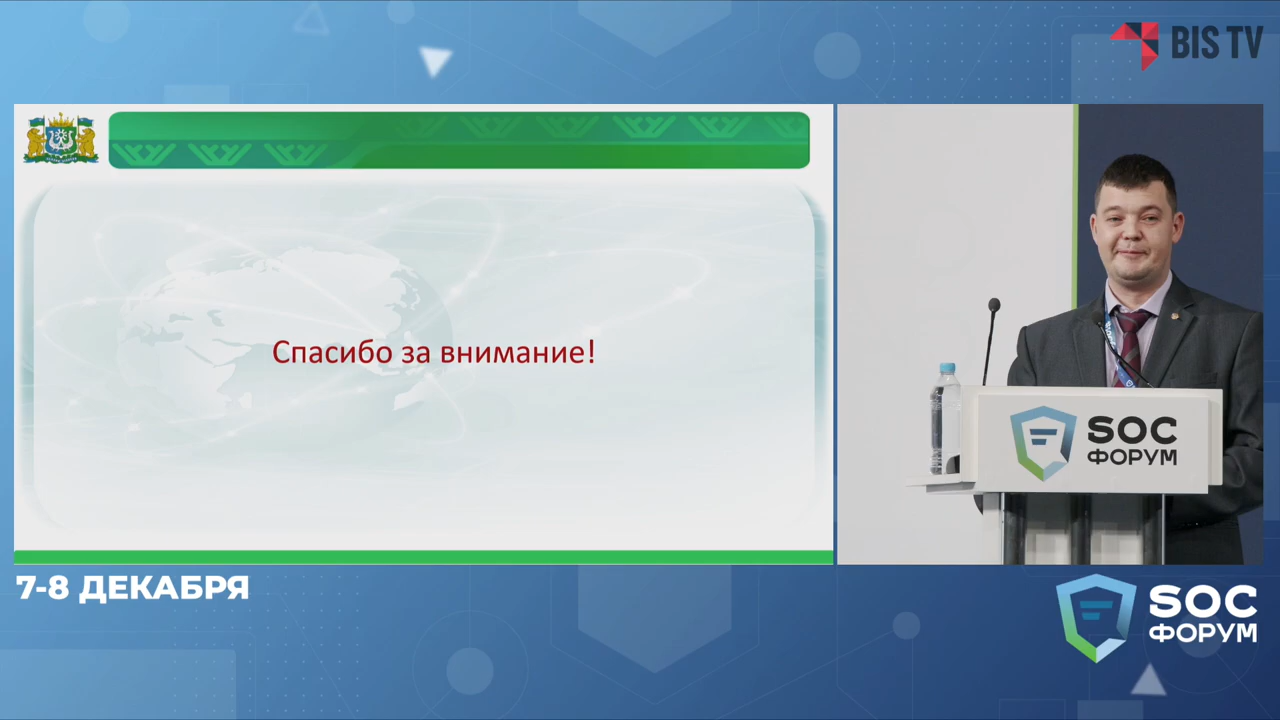 BIS TV
Спасибо за внимание!
SOC
ФОРУМ
7-8 ДЕКАБРЯ
SOC
ФОРУМ